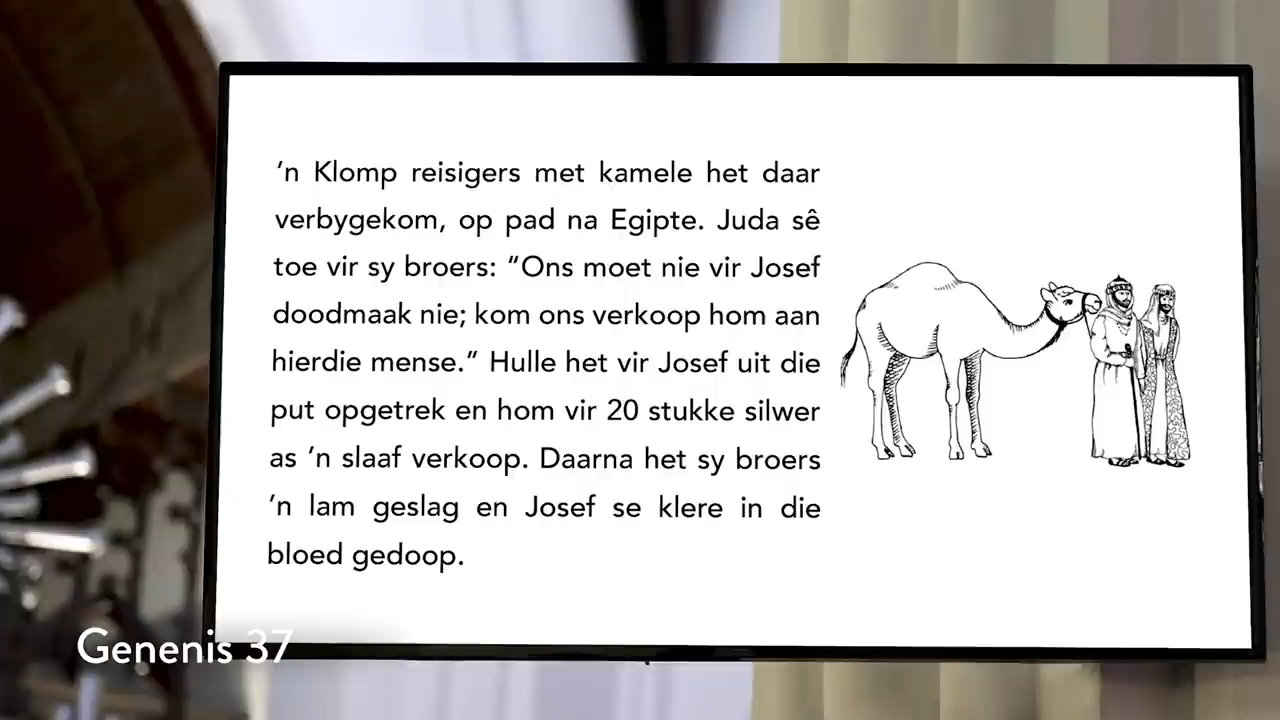 ’n Klomp reisigers met kamele het daar
verbygekom, op pad na Egipte. Juda sê
toe vir sy broers: “Ons moet nie vir Josef
doodmaak nie; kom ons verkoop hom aan
hierdie mense.” Hulle het vir Josef uit die
put opgetrek en hom vir 20 stukke silwer
as ’n slaaf verkoop. Daarna het sy broers
’n lam geslag en Josef se klere in die
bloed gedoop.
Genenis 37